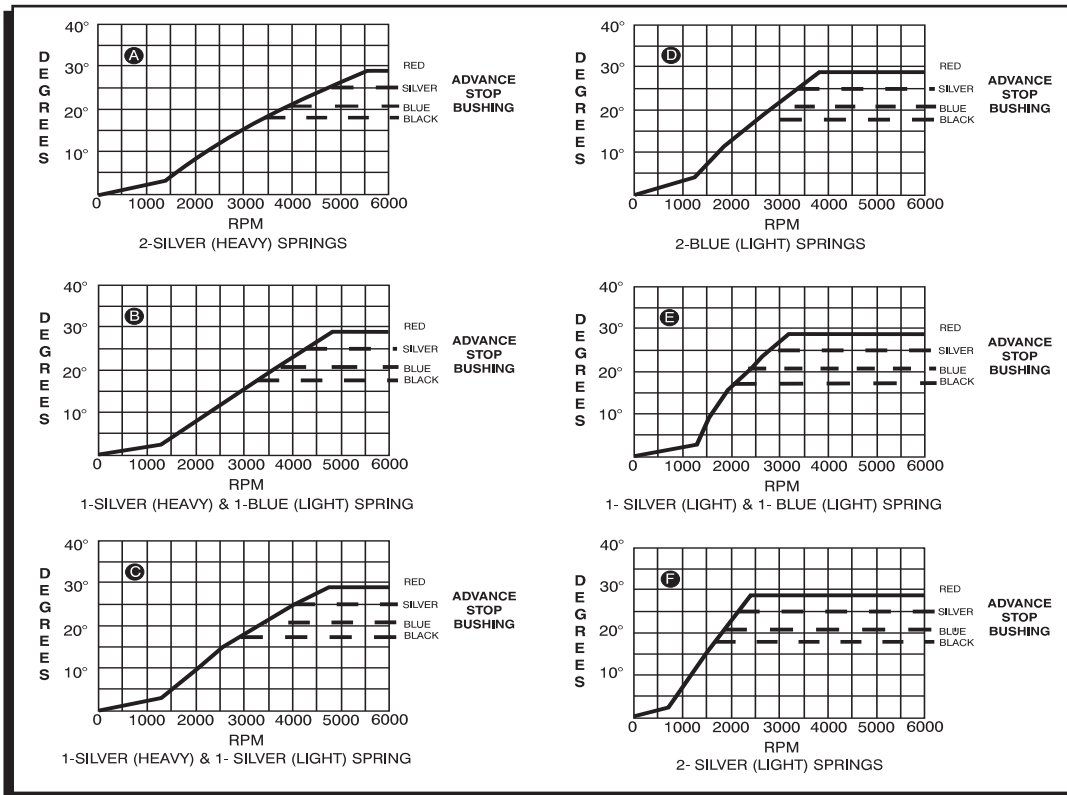 A
DEGREES
40°
30°
20°
10°
0 1000 2000 3000 4000 5000 6000
RPM
RED
SILVER
BLUE
BLACK
ADVANCE
STOP
BUSHING
2-SILVER (HEAVY) SPRINGS
D
DEGREES
40°
30°
20°
10°
0 1000 2000 3000 4000 5000 6000
RPM
RED
SILVER
BLUE
BLACK
ADVANCE
STOP
BUSHING
2-BLUE (LIGHT) SPRINGS
B
DEGREES
40°
30°
20°
10°
0 1000 2000 3000 4000 5000 6000
RPM
RED
SILVER
BLUE
BLACK
ADVANCE
STOP
BUSHING
1-SILVER (HEAVY) & 1-BLUE (LIGHT) SPRING
E
DEGREES
40°
30°
20°
10°
0 1000 2000 3000 4000 5000 6000
RPM
RED
SILVER
BLUE
BLACK
ADVANCE
STOP
BUSHING
1- SILVER (LIGHT) & 1- BLUE (LIGHT) SPRING
C
DEGREES
40°
30°
20°
10°
0 1000 2000 3000 4000 5000 6000
RPM
RED
SILVER
BLUE
BLACK
ADVANCE
STOP
BUSHING
1-SILVER (HEAVY) & 1- SILVER (LIGHT) SPRING
F
DEGREES
40°
30°
20°
10°
0 1000 2000 3000 4000 5000 6000
RPM
RED
SILVER
BLUE
BLACK
ADVANCE
STOP
BUSHING
2- SILVER (LIGHT) SPRINGS